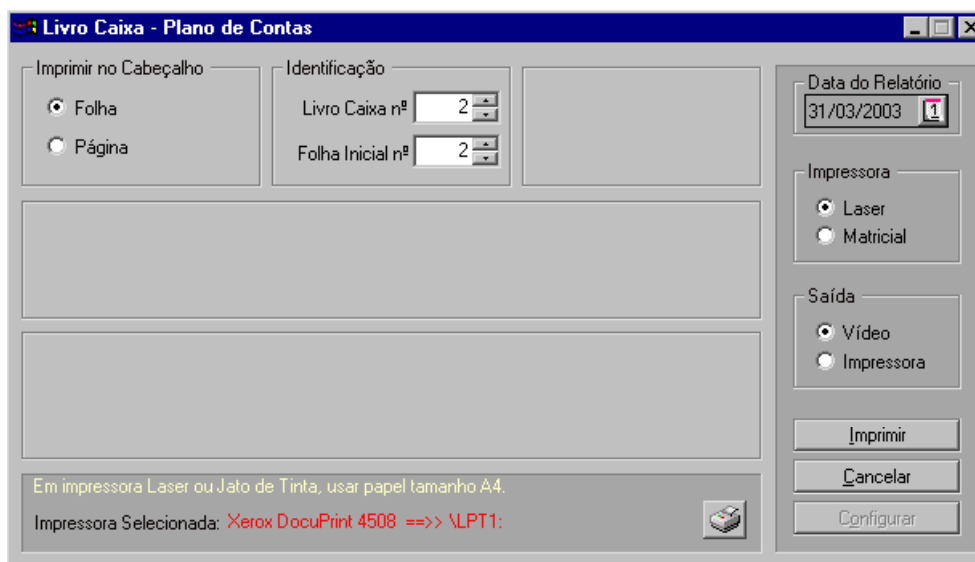 Livro Caixa - Plano de Contas
Imprimir no Cabeçalho
Folha
Página
Identificação
Livro Caixa nº 2
Folha Inicial nº 2
Data do Relatório
31/03/2003 1
Impressora
Laser
Matricial
Saída
Vídeo
Impressora
Imprimir
Cancelar
Configurar
Em impressora Laser ou Jato de Tinta, usar papel tamanho A4.
Impressora Selecionada: Xerox DocuPrint 4508 ==>> \LPT1: